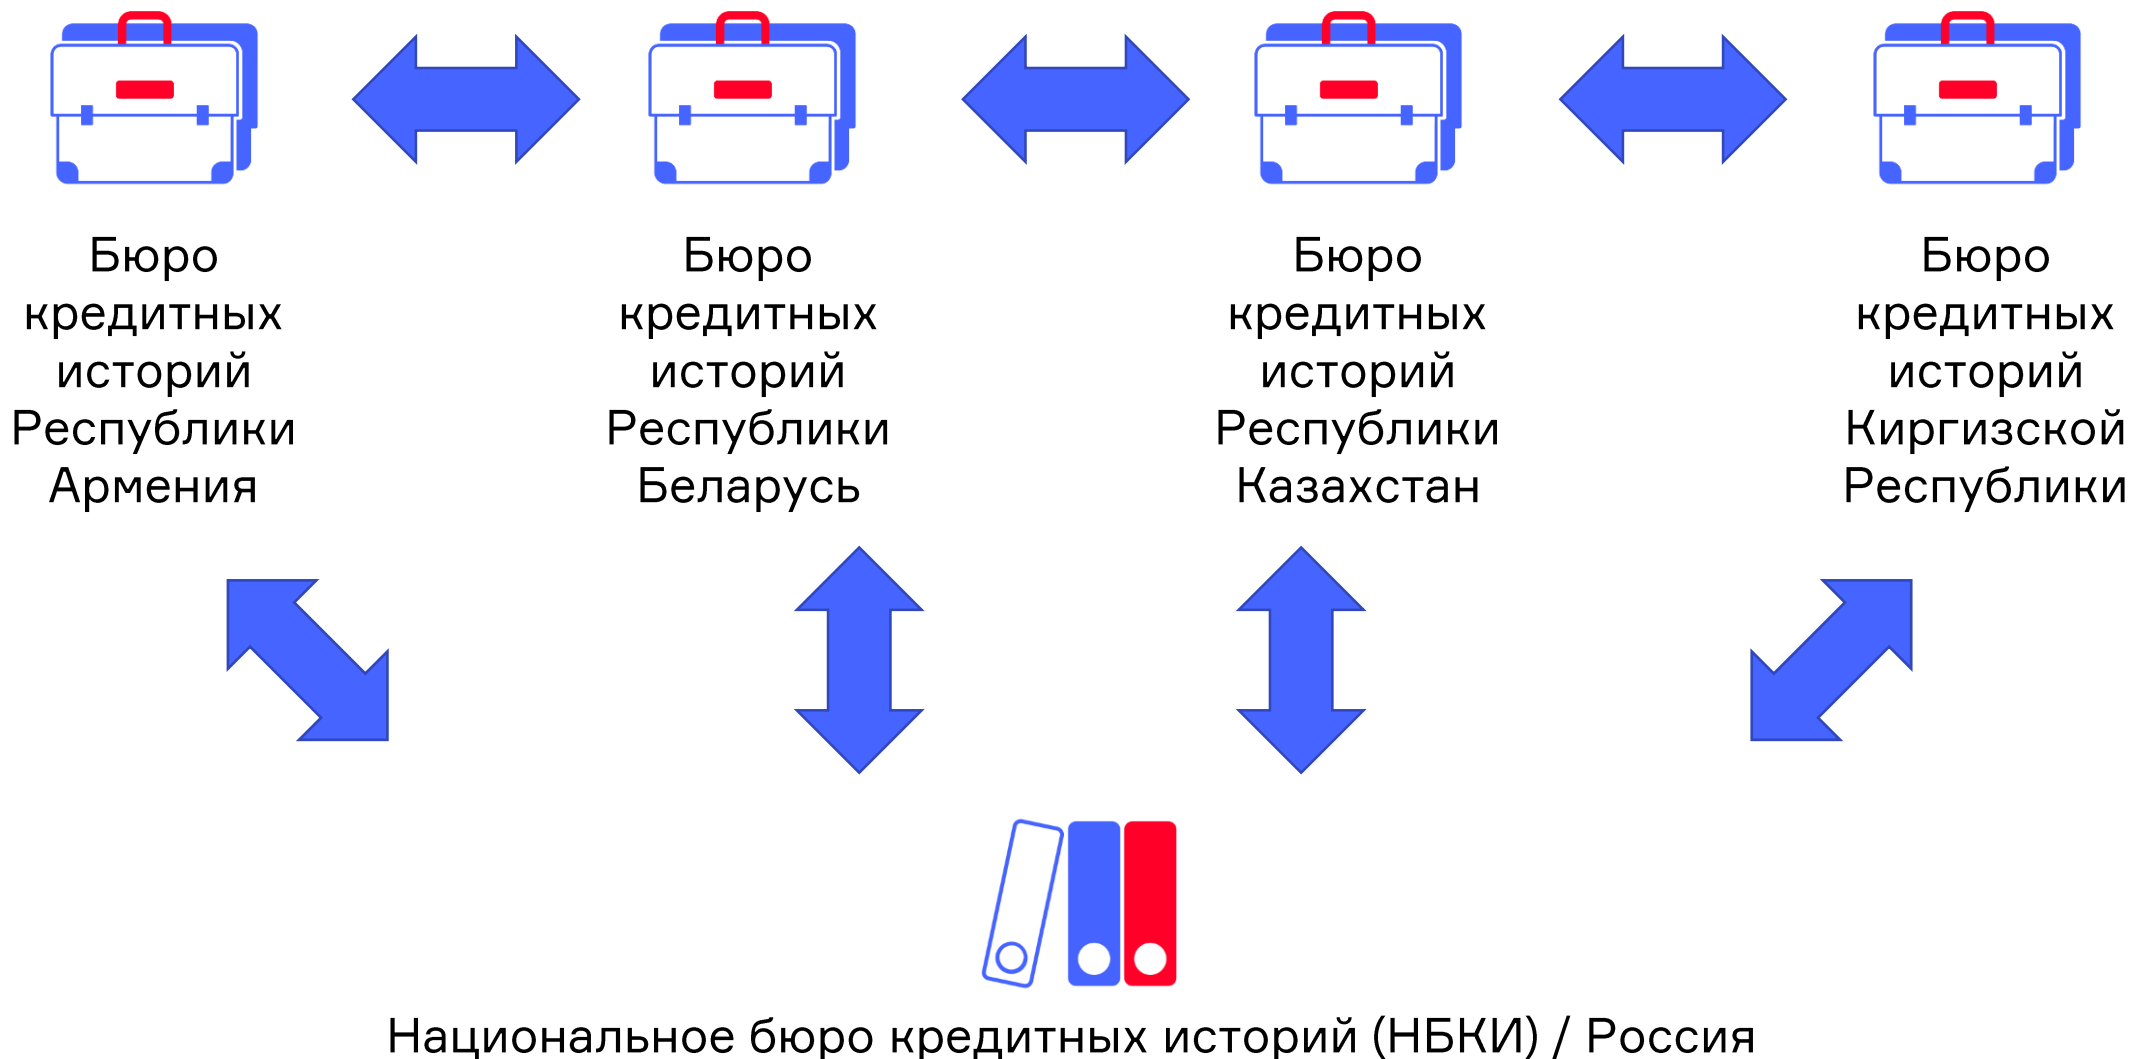 Бюро
кредитных
историй
Республики
Армения
Бюро
кредитных
историй
Республики
Беларусь
Бюро
кредитных
историй
Республики
Казахстан
Бюро
кредитных
историй
Киргизской
Республики
Национальное бюро кредитных историй (НБКИ) / Россия